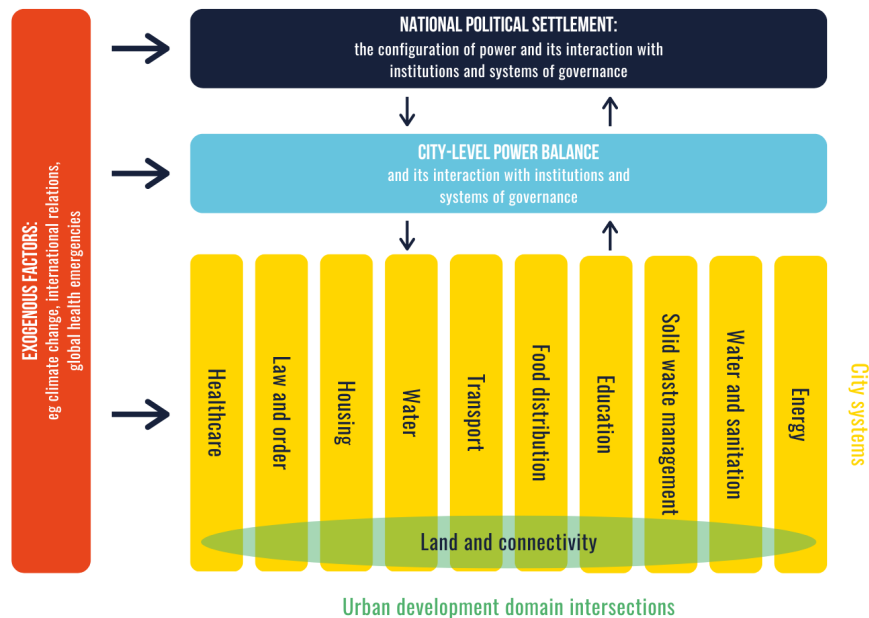 EXOGENOUS FACTORS:
eg climate change, international relations,
global health emergencies
NATIONAL POLITICAL SETTLEMENT:
the configuration of power and its interaction with
institutions and systems of governance
CITY-LEVEL POWER BALANCE
and its interaction with institutions and
systems of governance
Healthcare
Law and order
Housing
Water
Transport
Food distribution
Education
Solid waste management
Water and sanitation
Energy
City systems
Land and connectivity
Urban development domain intersections